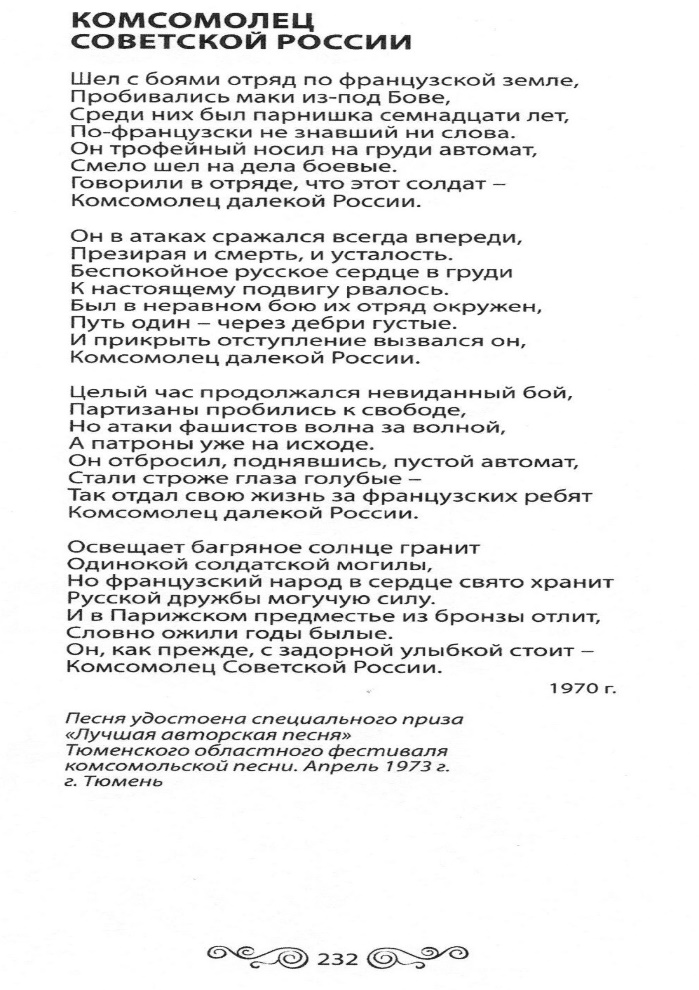 КОМСОМОЛЕЦ
СОВЕТСКОЙ РОССИИ
Шел с боями отряд по французской земле,
Пробивались маки из-под Бове,
Среди них был парнишка семнадцати лет,
По-французски не знавший ни слова.
Он трофейный носил на груди автомат,
Смело шел на дела боевые.
Говорили в отряде, что этот солдат –
Комсомолец далекой России.
Он в атаках сражался всегда впереди,
Презирая и смерть, и усталость.
Беспокойное русское сердце в груди
К настоящему подвигу рвалось.
Был в неравном бою их отряд окружен,
Путь один – через дебри густые.
И прикрыть отступление вызвался он,
Комсомолец далекой России.
Целый час продолжался невиданный бой,
Партизаны пробились к свободе,
Но атаки фашистов волна за волной,
А патроны уже на исходе.
Он отбросил, поднявшись, пустой автомат,
Стали строже глаза голубые –
Так отдал свою жизнь за французских ребят
Комсомолец далекой России.
Освещает багряное солнце гранит
Одинокой солдатской могилы,
Но французский народ в сердце свято хранит
Русской дружбы могучую силу.
И в Парижском предместье из бронзы отлит,
Словно ожили годы былые.
Он, как прежде, с задорной улыбкой стоит –
Комсомолец Советской России.
1970 г.
Песня удостоена специального приза
«Лучшая авторская песня»
Тюменского областного фестиваля
комсомольской песни. Апрель 1973 г.
г. Тюмень
232